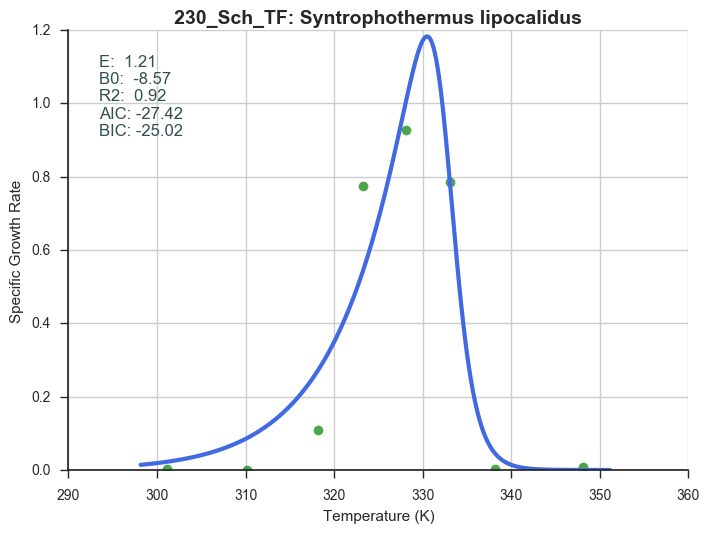 230_Sch_TF: Syntrophothermus lipocalidus
E: 1.21
B0: -8.57
R2: 0.92
AIC: -27.42
BIC: -25.02
Specific Growth Rate
1.2
1.0
0.8
0.6
0.4
0.2
0.0
290 300 310 320 330 340 350 360
Temperature (K)